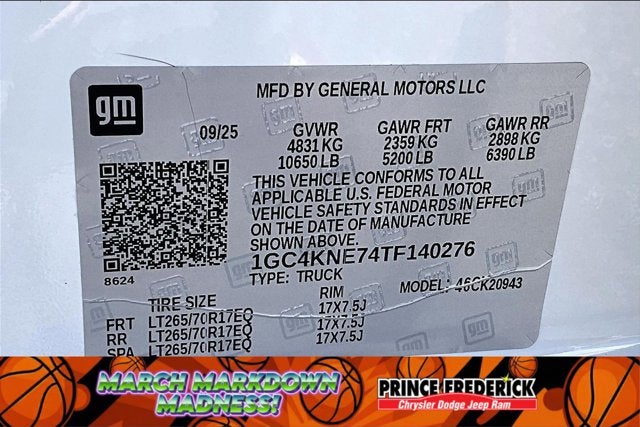 gm
MFD BY GENERAL MOTORS LLC
09/25
GVWR GAWR FRT GAWR RR
4831 KG 2359 KG 2898 KG
10650 LB 5200 LB 6390 LB
THIS VEHICLE CONFORMS TO ALL
APPLICABLE U.S. FEDERAL MOTOR
VEHICLE SAFETY STANDARDS IN EFFECT
ON THE DATE OF MANUFACTURE
SHOWN ABOVE.
1GC4KNE74TF140276
8624
TYPE: TRUCK MODEL: 46CK20943
TIRE SIZE RIM
FRT LT265/70R17EQ 17X7.5J
RR LT265/70R17EQ 17X7.5J
SPA LT265/70R17EQ 17X7.5J
MARCH MARKDOWN
MADNESS!
PRINCE FREDERICK
Chrysler Dodge Jeep Ram